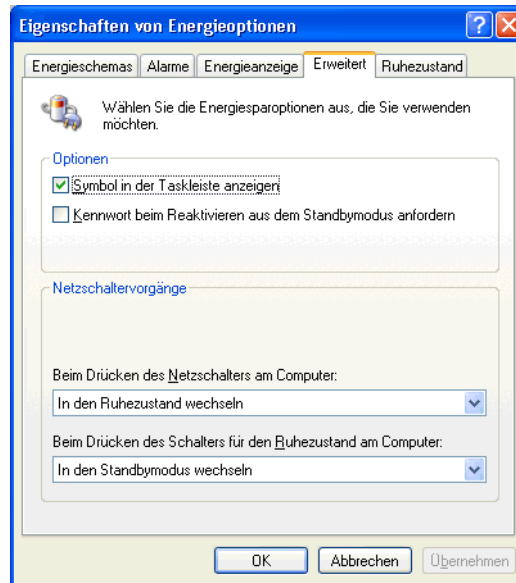 Eigenschaften von Energieoptionen
Energieschemas Alarme Energieanzeige Erweitert Ruhezustand
Wählen Sie die Energiesparoptionen aus, die Sie verwenden
möchten.
Optionen
Symbol in der Taskleiste anzeigen
Kennwort beim Reaktivieren aus dem Standbymodus anfordern
Netzschaltervorgänge
Beim Drücken des Netzschalters am Computer:
In den Ruhezustand wechseln
Beim Drücken des Schalters für den Ruhezustand am Computer:
In den Standbymodus wechseln
OK Abbrechen Übernehmen